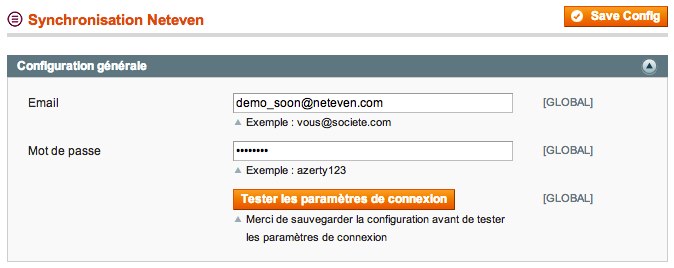 Synchronisation Neteven
Save Config
Configuration générale
Email
demo_soon@neteven.com
[GLOBAL]
Exemple : vous@societe.com
Mot de passe
••••••••
[GLOBAL]
Exemple : azerty123
Tester les paramètres de connexion
[GLOBAL]
Merci de sauvegarder la configuration avant de tester
les paramètres de connexion